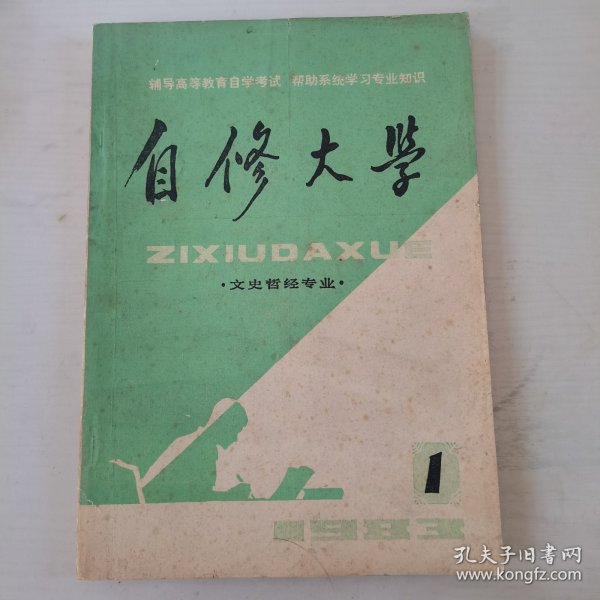 辅导高等教育自学考试 帮助系统学习专业知识
自修大学
ZIXIUDAXUE
·文史哲经专业·
1
1983
孔夫子旧书网
www.kongfz.com